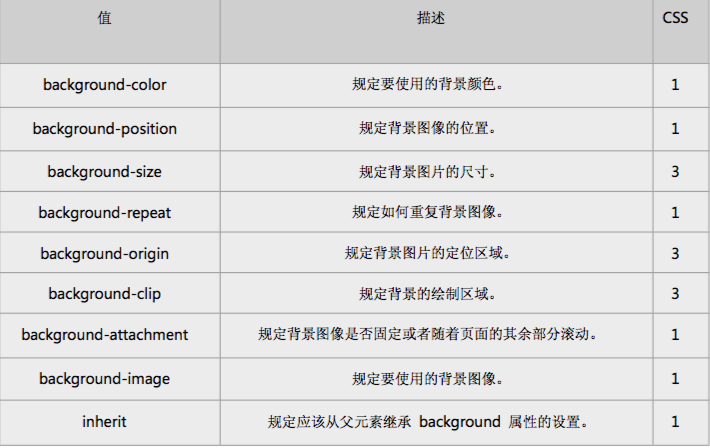 值 描述 CSS
background-color 规定要使用的背景颜色。 1
background-position 规定背景图像的位置。 1
background-size 规定背景图片的尺寸。 3
background-repeat 规定如何重复背景图像。 1
background-origin 规定背景图片的定位区域。 3
background-clip 规定背景的绘制区域。 3
background-attachment 规定背景图像是否固定或者随着页面的其余部分滚动。 1
background-image 规定要使用的背景图像。 1
inherit 规定应该从父元素继承 background 属性的设置。 1